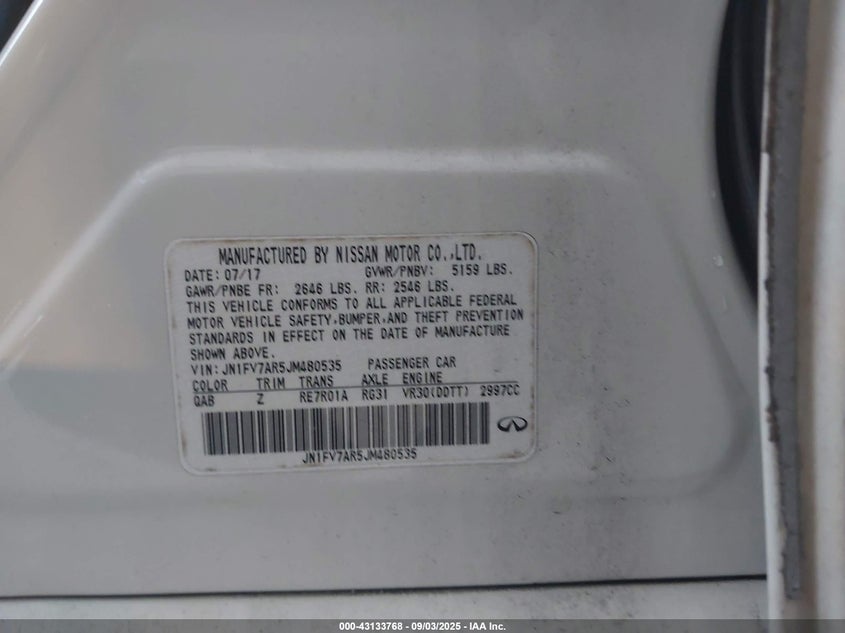 MANUFACTURED BY NISSAN MOTOR CO.,LTD.
DATE: 07/17 GVWR/PNBV: 5159 LBS.
GAWR/PNBE FR: 2646 LBS. RR: 2546 LBS.
THIS VEHICLE CONFORMS TO ALL APPLICABLE FEDERAL
MOTOR VEHICLE SAFETY,BUMPER,AND THEFT PREVENTION
STANDARDS IN EFFECT ON THE DATE OF MANUFACTURE
SHOWN ABOVE.
VIN: JN1FV7AR5JM480535 PASSENGER CAR
COLOR TRIM TRANS AXLE ENGINE
QAB Z RE7R01A RG31 VR30(DDTT) 2997CC
JN1FV7AR5JM480535
000-43133768 - 09/03/2025 - IAA Inc.